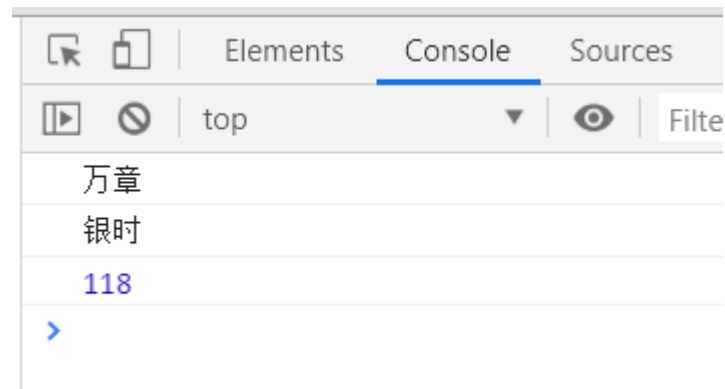 Elements Console Sources
top Filte
万章
银时
118